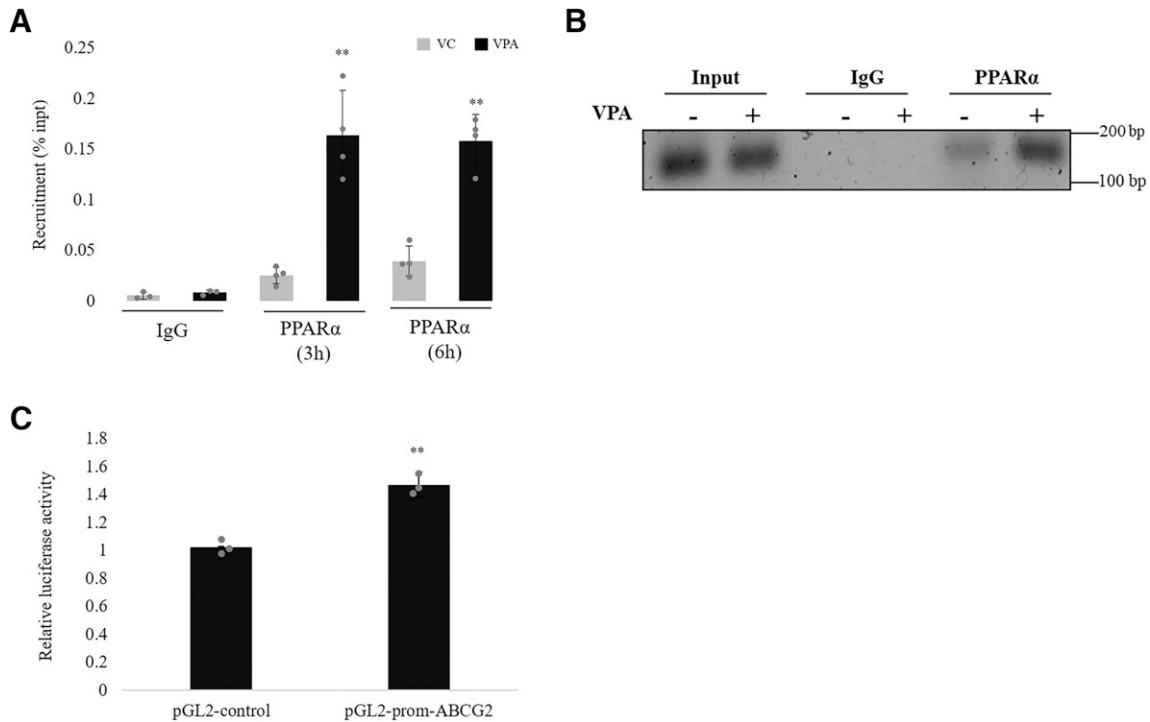 A
0.25
0.2
0.15
0.1
0.05
0
Recruitment (% inpt)
VC VPA
**
**
IgG
PPARα
(3h)
PPARα
(6h)
B
Input IgG PPARα
VPA - + - + - +
200 bp
100 bp
C
1.8
1.6
1.4
1.2
1
0.8
0.6
0.4
0.2
0
Relative luciferase activity
**
pGL2-control pGL2-prom-ABCG2